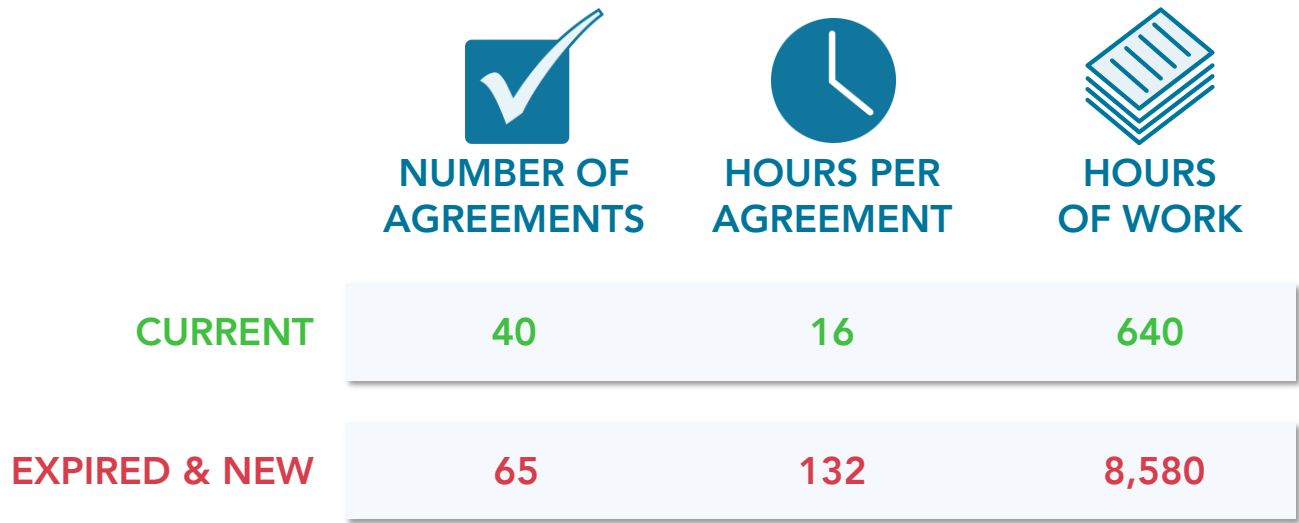 NUMBER OF AGREEMENTS
HOURS PER AGREEMENT
HOURS OF WORK
CURRENT 40 16 640
EXPIRED & NEW 65 132 8,580